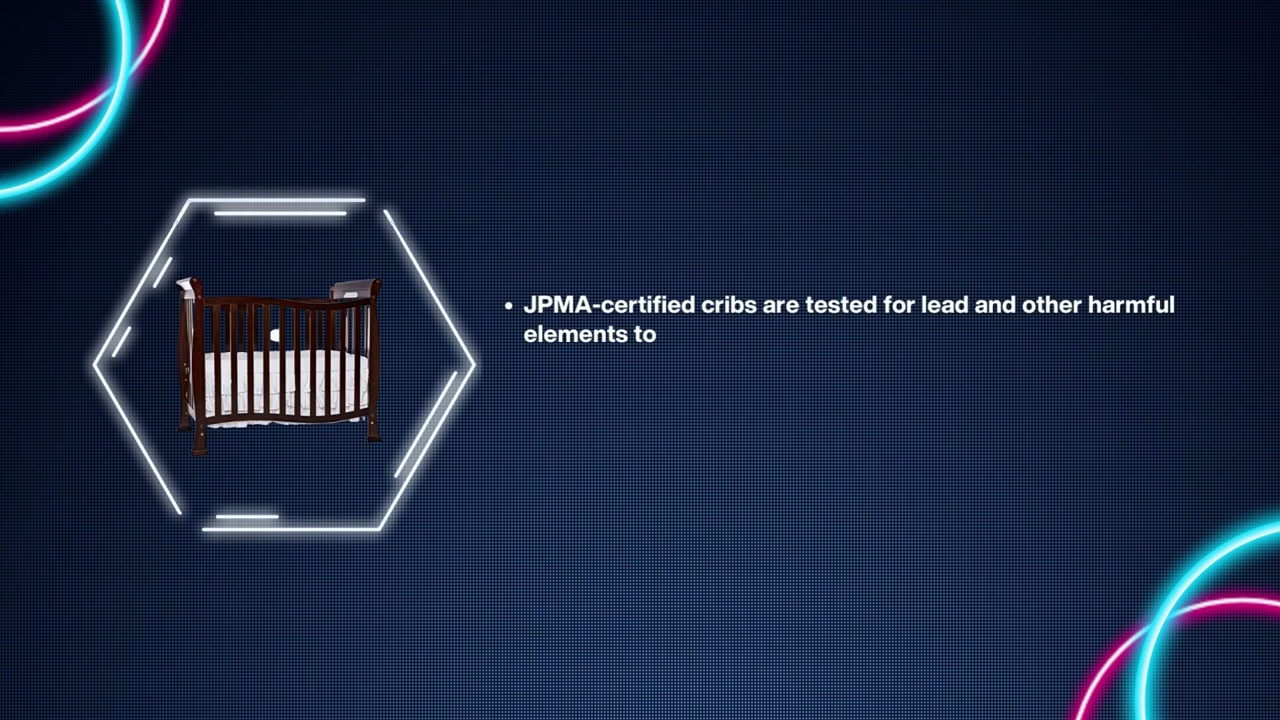 • JPMA-certified cribs are tested for lead and other harmful
elements to